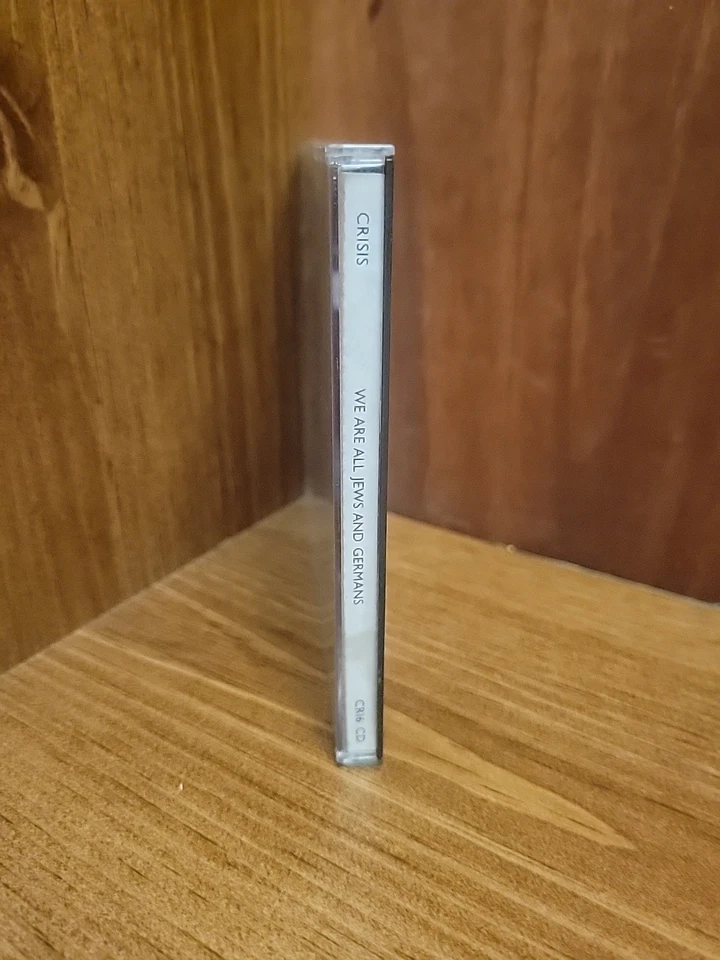 CRISIS
WE ARE ALL JEWS AND GERMANS
CR16 CD